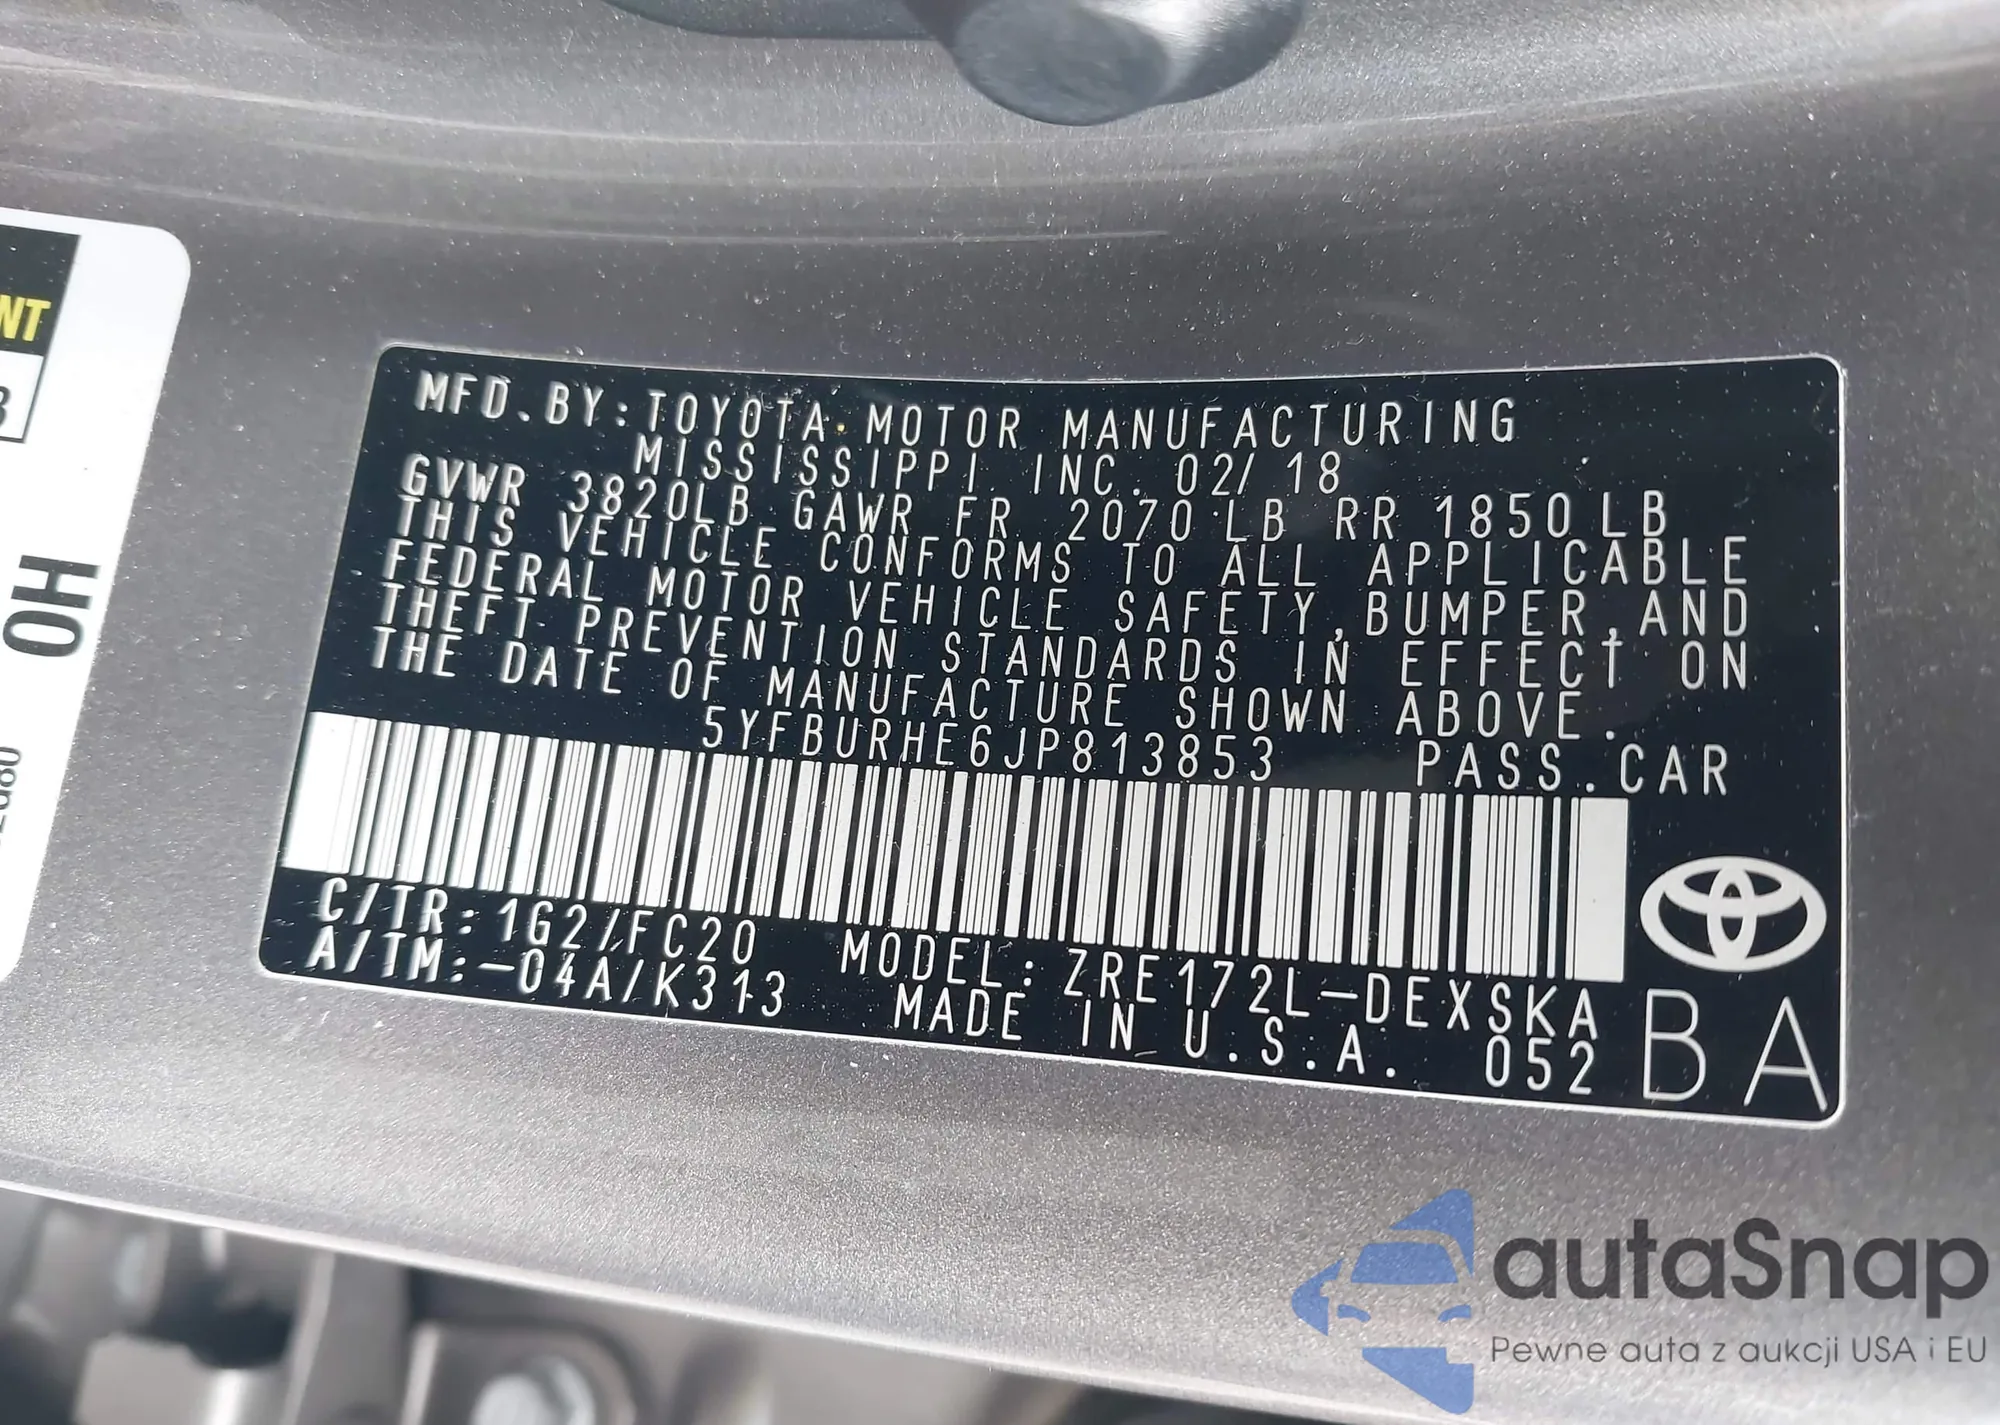 NT
OH
MFD.BY:TOYOTA MOTOR MANUFACTURING
MISSISSIPPI INC. 02/18
GVWR 3820LB GAWR FR 2070LB RR 1850LB
THIS VEHICLE CONFORMS TO ALL APPLICABLE
FEDERAL MOTOR VEHICLE SAFETY,BUMPER,AND
THEFT PREVENTION STANDARDS IN EFFECT ON
THE DATE OF MANUFACTURE SHOWN ABOVE.
5YFBURHE6JP813853 PASS.CAR
C/TR:1G2/FC20 MODEL:ZRE172L-DEXSKA
A/TM:-04A/K313 MADE IN U.S.A. 052
BA
autaSnap
Pewne auta z aukcji USA i EU